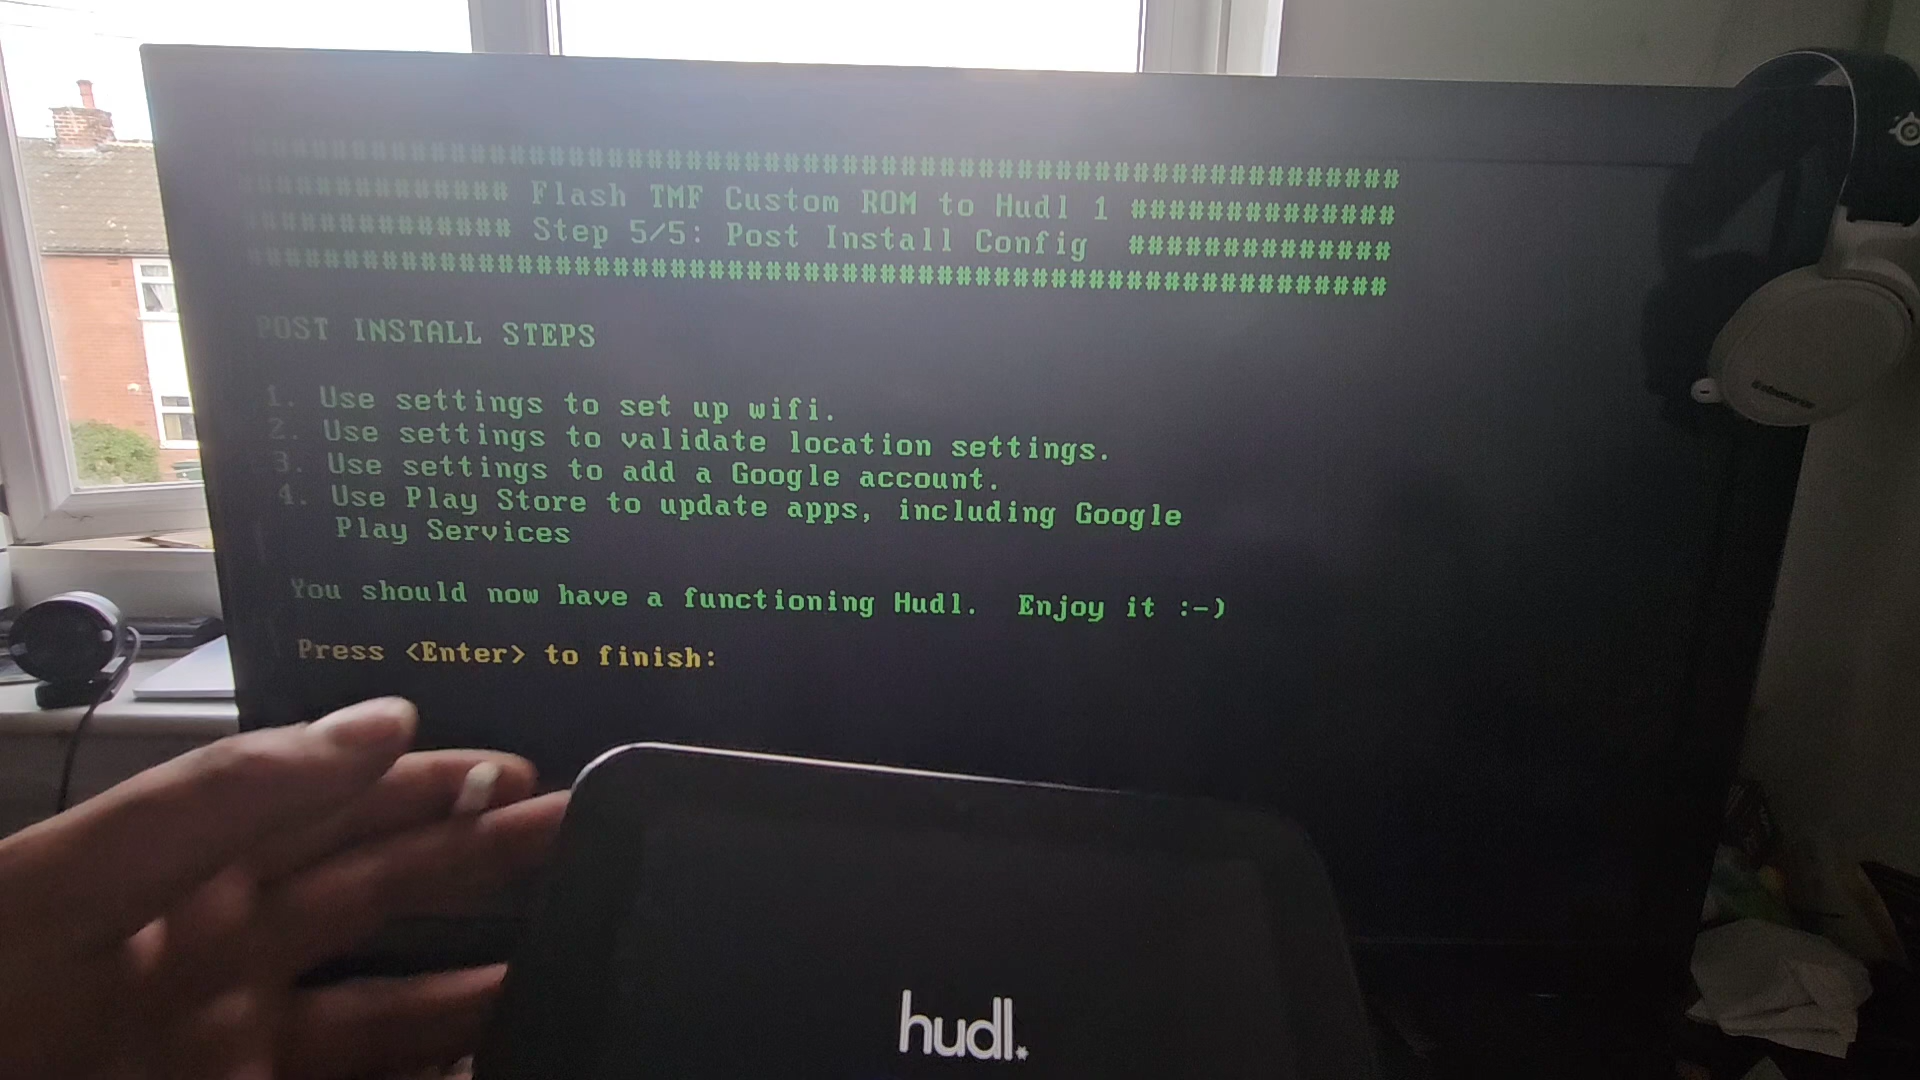 ############################################################
############## Flash TMF Custom ROM to Hudl 1 ##############
############## Step 5/5: Post Install Config ##############
############################################################
POST INSTALL STEPS
1. Use settings to set up wifi.
2. Use settings to validate location settings.
3. Use settings to add a Google account.
4. Use Play Store to update apps, including Google
Play Services
You should now have a functioning Hudl. Enjoy it :-)
Press <Enter> to finish:
hudl
steelseries